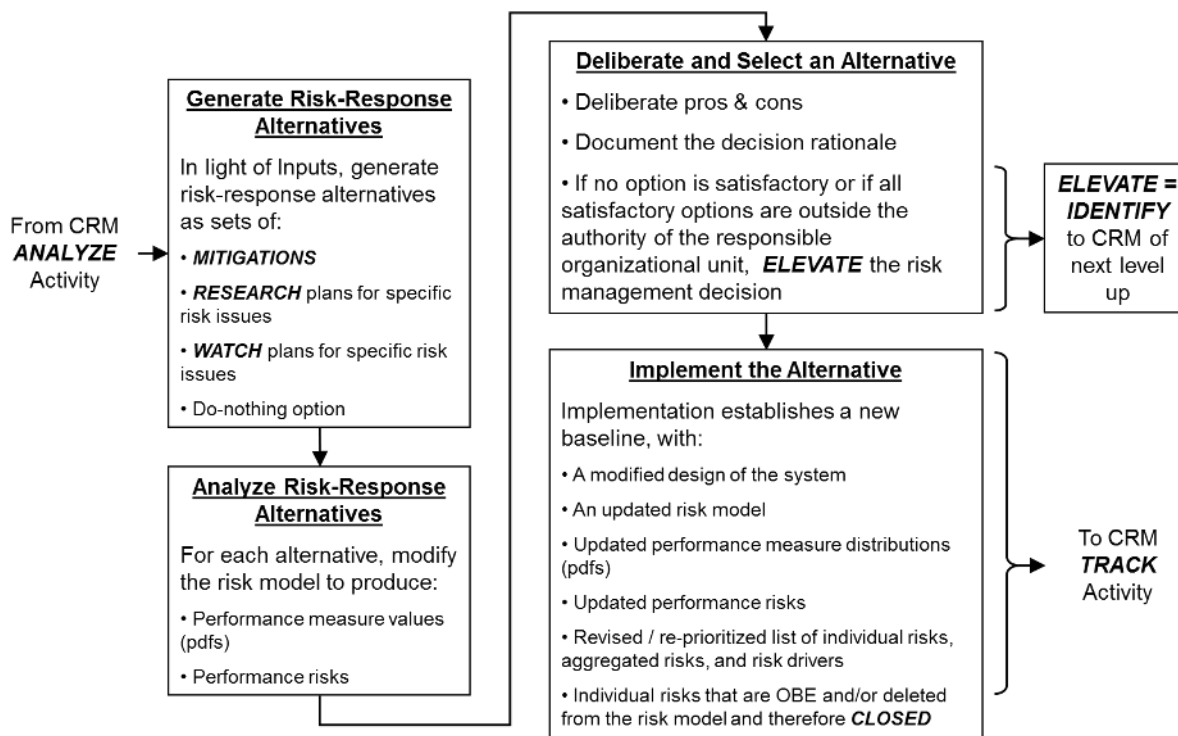 From CRM
ANALYZE
Activity
Generate Risk-Response
Alternatives
In light of Inputs, generate
risk-response alternatives
as sets of:
• MITIGATIONS
• RESEARCH plans for specific
risk issues
• WATCH plans for specific risk
issues
• Do-nothing option
Analyze Risk-Response
Alternatives
For each alternative, modify
the risk model to produce:
• Performance measure values
(pdfs)
• Performance risks
Deliberate and Select an Alternative
• Deliberate pros & cons
• Document the decision rationale
• If no option is satisfactory or if all
satisfactory options are outside the
authority of the responsible
organizational unit, ELEVATE the risk
management decision
ELEVATE =
IDENTIFY
to CRM of
next level
up
Implement the Alternative
Implementation establishes a new
baseline, with:
• A modified design of the system
• An updated risk model
• Updated performance measure distributions
(pdfs)
• Updated performance risks
• Revised / re-prioritized list of individual risks,
aggregated risks, and risk drivers
• Individual risks that are OBE and/or deleted
from the risk model and therefore CLOSED
To CRM
TRACK
Activity